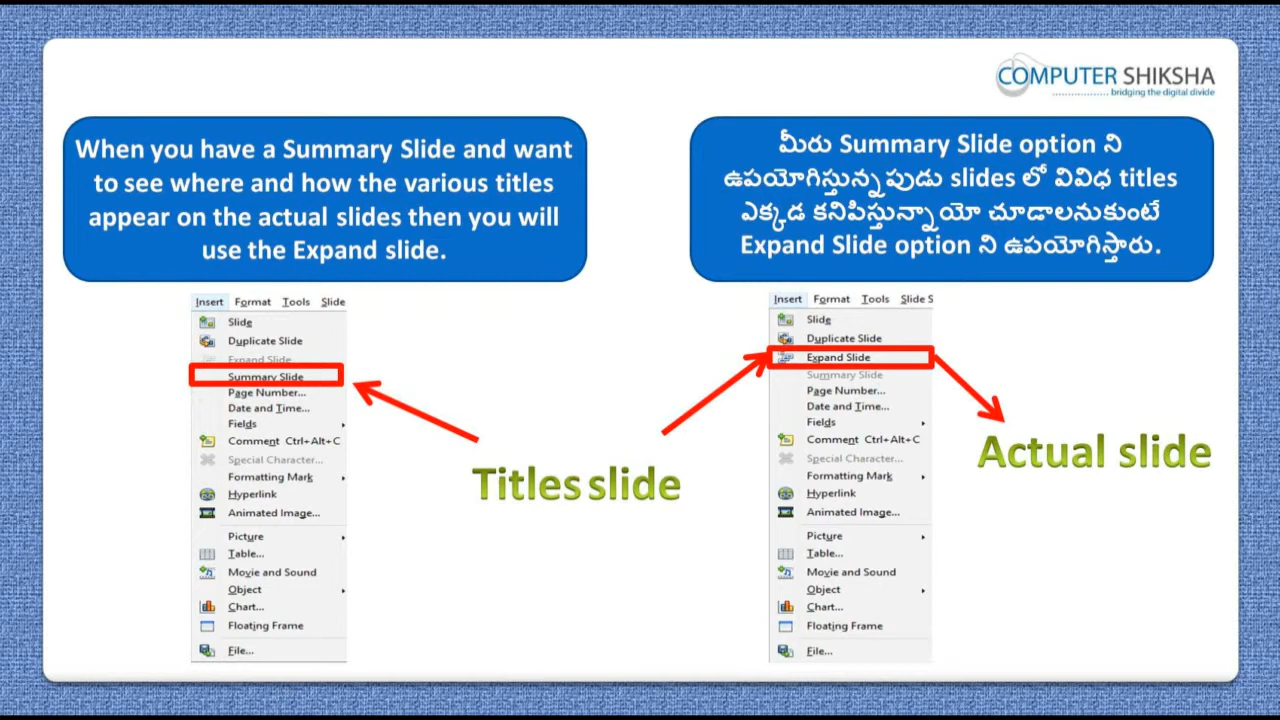 COMPUTER SHIKSHA
bridging the digital divide
When you have a Summary Slide and want
to see where and how the various titles
appear on the actual slides then you will
use the Expand slide.
మీరు Summary Slide option ని
ఉపయోగిస్తున్నపుడు slides లో వివిధ titles
ఎక్కడ కనిపిస్తున్నాయో చూడాలనుకుంటే
Expand Slide option ని ఉపయోగిస్తారు.
Insert Format Tools Slide
Slide
Duplicate Slide
Expand Slide
Summary Slide
Page Number...
Date and Time...
Fields
Comment Ctrl+Alt+C
Special Character...
Formatting Mark
Hyperlink
Animated Image...
Picture
Table...
Movie and Sound
Object
Chart...
Floating Frame
File...
Titles slide
Insert Format Tools Slide S
Slide
Duplicate Slide
Expand Slide
Summary Slide
Page Number...
Date and Time...
Fields
Comment Ctrl+Alt+C
Special Character...
Formatting Mark
Hyperlink
Animated Image...
Picture
Table...
Movie and Sound
Object
Chart...
Floating Frame
File...
Actual slide